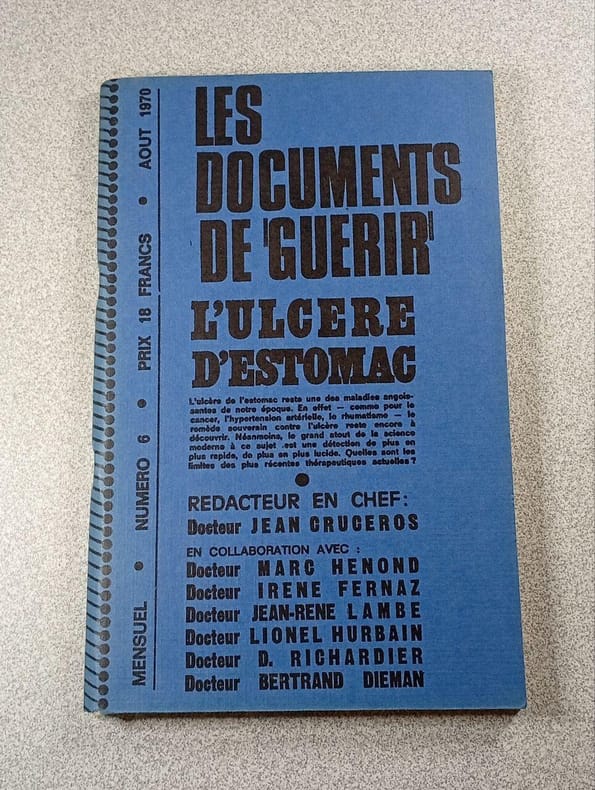 LES
DOCUMENTS
DE 'GUERIR'
L'ULCERE
D'ESTOMAC
L'ulcère de l'estomac reste une des maladies angois-
santes de notre époque. En effet — comme pour le
cancer, l'hypertension artérielle, le rhumatisme — le
remède souverain contre l'ulcère reste encore à
découvrir. Néanmoins, le grand atout de la science
moderne à ce sujet est une détection de plus en
plus rapide, de plus en plus lucide. Quelles sont les
limites des plus récentes thérapeutiques actuelles ?
REDACTEUR EN CHEF :
Docteur JEAN CRUCEROS
EN COLLABORATION AVEC :
Docteur MARC HENOND
Docteur IRENE FERNAZ
Docteur JEAN-RENE LAMBE
Docteur LIONEL HURBAIN
Docteur D. RICHARDIER
Docteur BERTRAND DIEMAN
MENSUEL • NUMERO 6 • PRIX 18 FRANCS • AOUT 1970